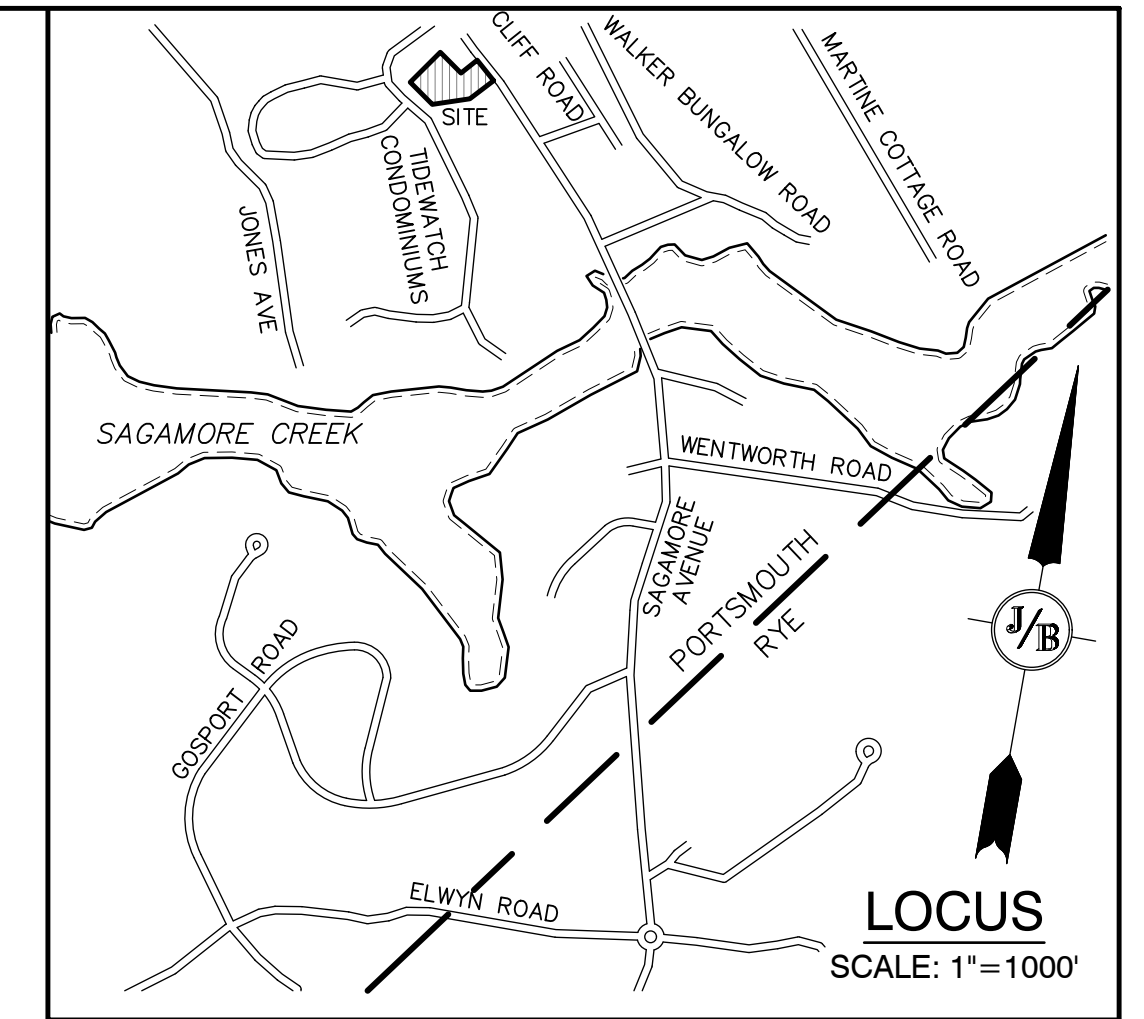 CLIFF ROAD
WALKER BUNGALOW ROAD
MARTINE COTTAGE ROAD
SITE
TIDEWATCH
CONDOMINIUMS
JONES AVE
SAGAMORE CREEK
WENTWORTH ROAD
SAGAMORE
AVENUE
PORTSMOUTH
RYE
J/B
GOSPORT ROAD
ELWYN ROAD
LOCUS
SCALE: 1"=1000'